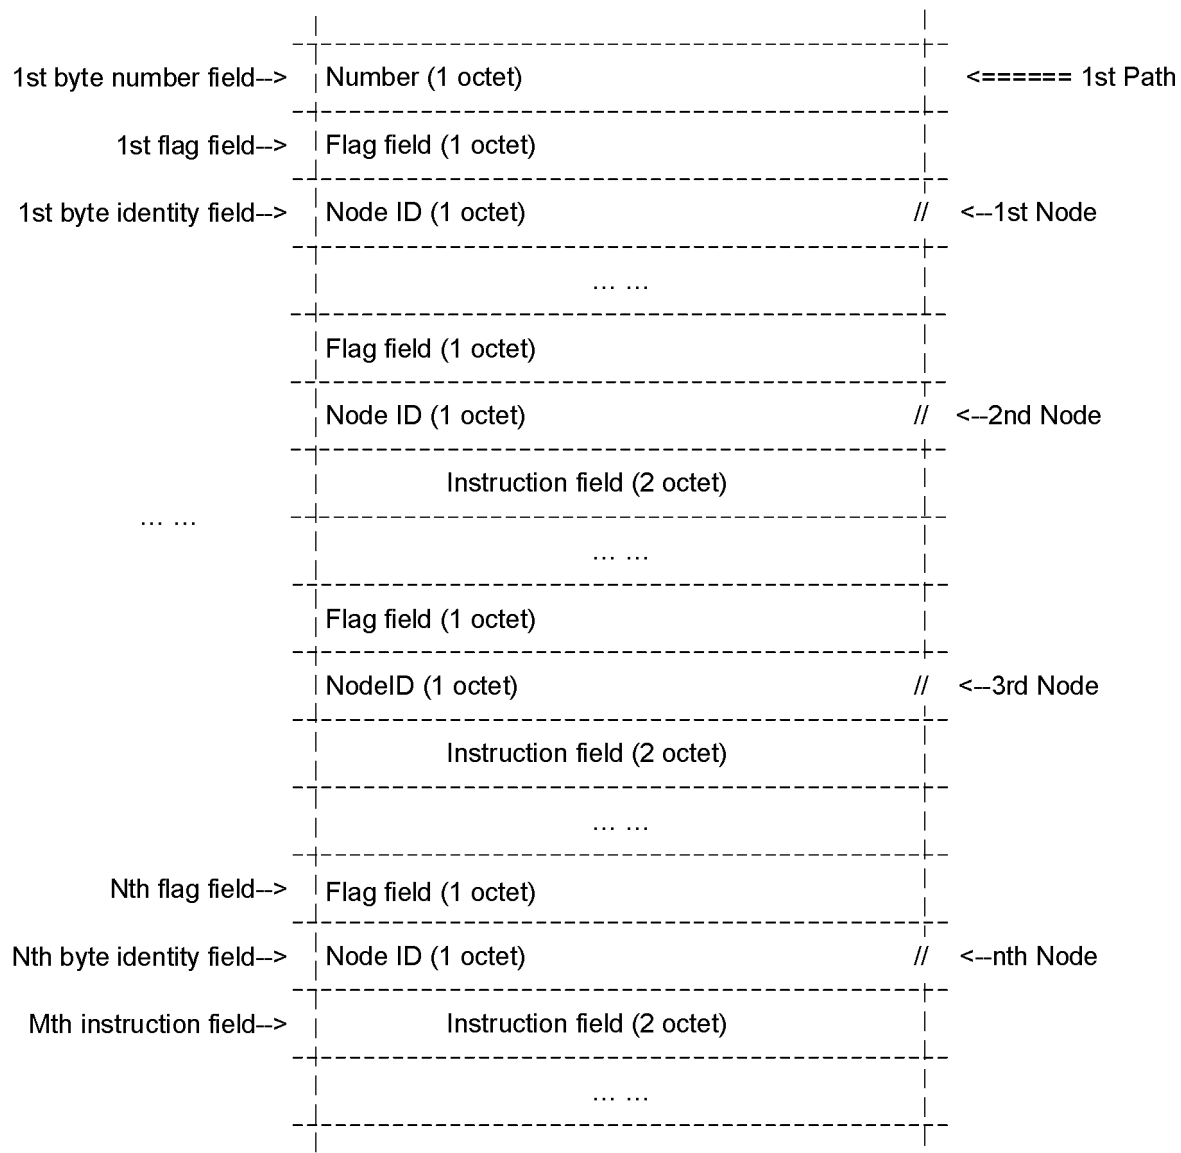 1st byte number field--> Number (1 octet) <====== 1st Path
1st flag field--> Flag field (1 octet)
1st byte identity field--> Node ID (1 octet) // <--1st Node
... ...
Flag field (1 octet)
Node ID (1 octet) // <--2nd Node
Instruction field (2 octet)
... ...
... ...
Flag field (1 octet)
NodeID (1 octet) // <--3rd Node
Instruction field (2 octet)
... ...
Nth flag field--> Flag field (1 octet)
Nth byte identity field--> Node ID (1 octet) // <--nth Node
Mth instruction field--> Instruction field (2 octet)
... ...